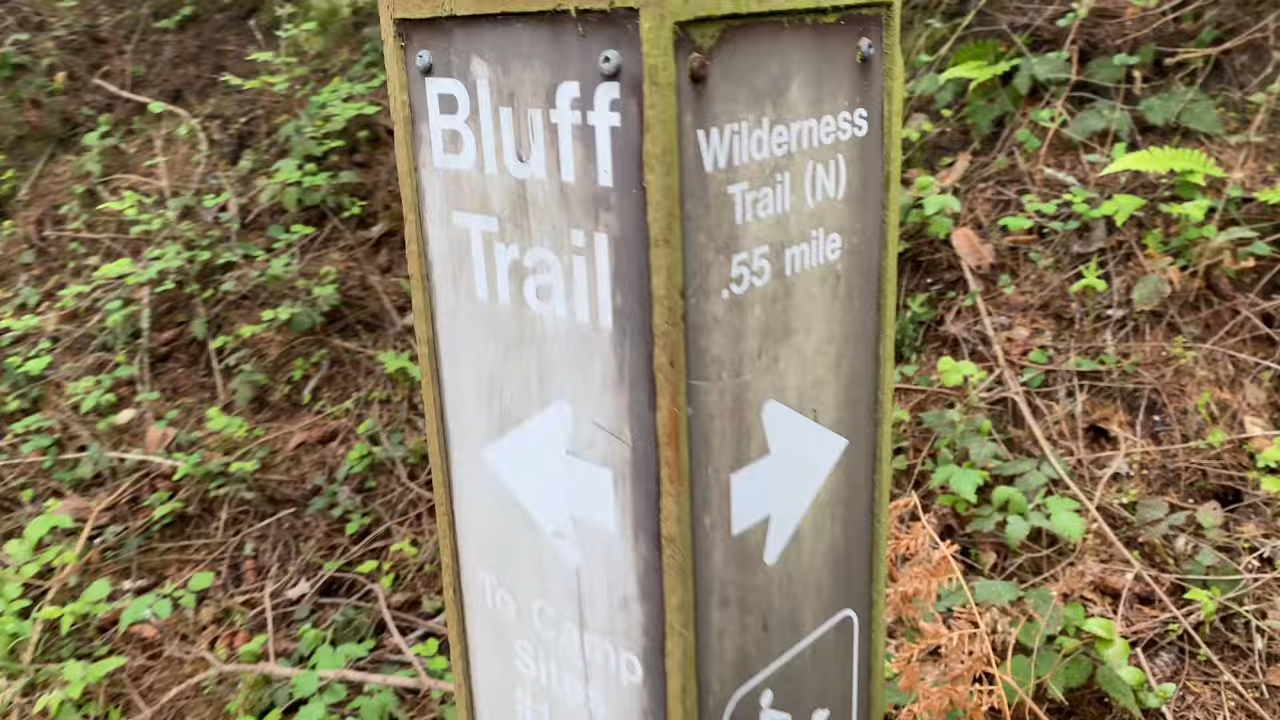 Bluff
Trail
To Camp
Sites
Wilderness
Trail (N)
.55 mile